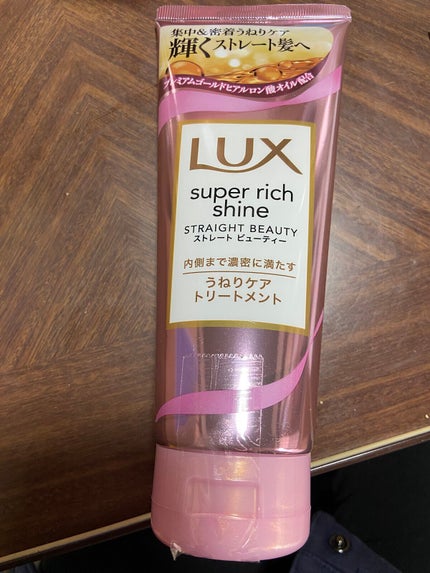 集中&密着うねりケア
輝くストレート髪へ
プレミアムゴールドヒアルロン酸オイル配合
LUX
super rich
shine
STRAIGHT BEAUTY
ストレート ビューティー
内側まで濃密に満たす
うねりケア
トリートメント